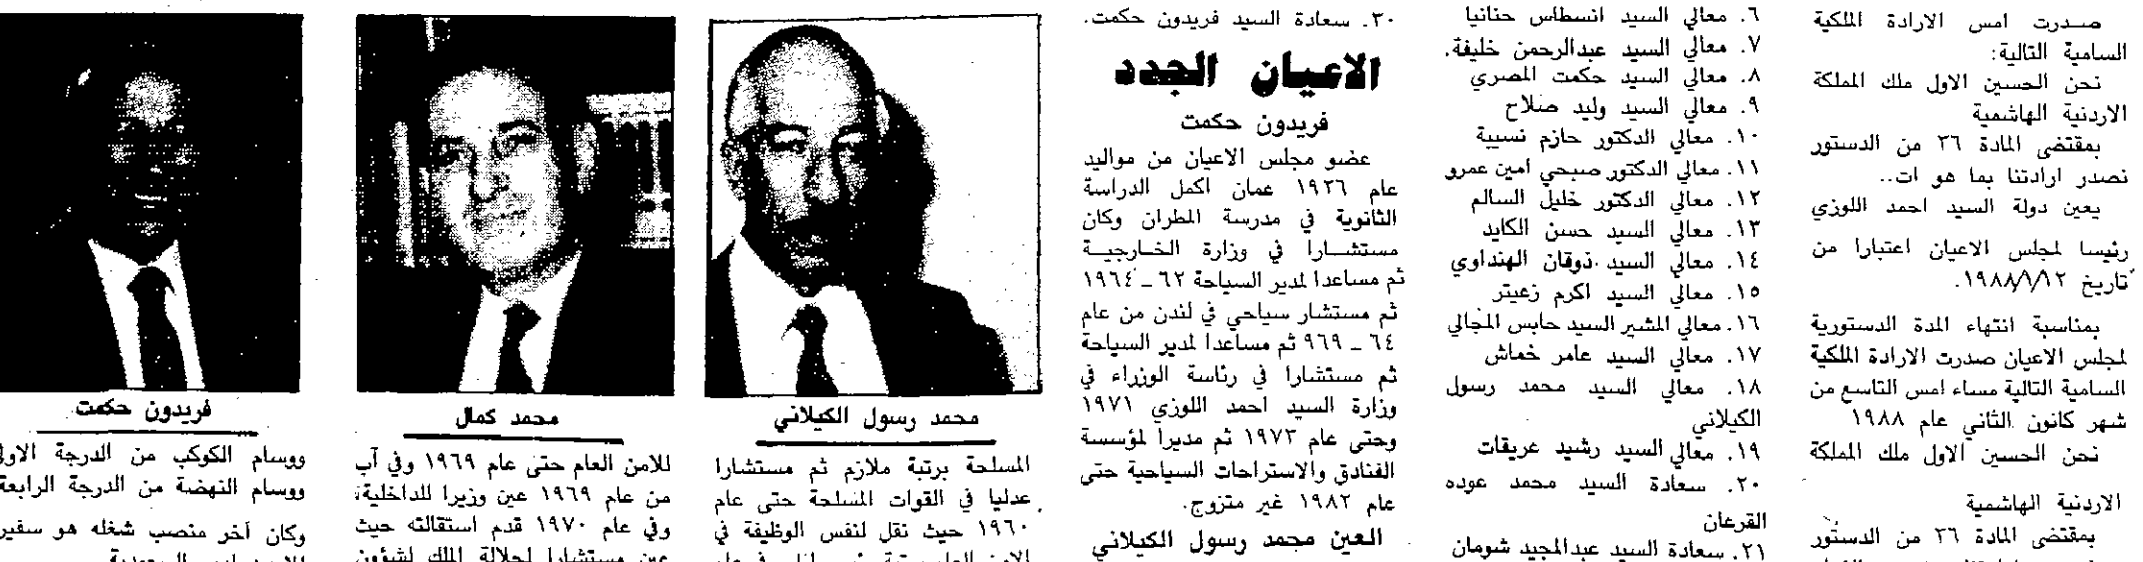 صدرت امس الارادة الملكية
السامية التالية:
نحن الحسين الاول ملك المملكة
الاردنية الهاشمية
بمقتضى المادة ٣٦ من الدستور
نصدر ارادتنا بما هو ات..
يعين دولة السيد احمد اللوزي
رئيسا لمجلس الاعيان اعتبارا من
تاريخ ١٩٨٨/١/١٢.
بمناسبة انتهاء المدة الدستورية
لمجلس الاعيان صدرت الارادة الملكية
السامية التالية مساء امس التاسع من
شهر كانون الثاني عام ١٩٨٨
نحن الحسين الاول ملك المملكة
الاردنية الهاشمية
بمقتضى المادة ٣٦ من الدستور
٦. معالي السيد انسطاس حنانيا
٧. معالي السيد عبدالرحمن خليفة.
٨. معالي السيد حكمت المصري
٩. معالي السيد وليد صلاح
١٠. معالي الدكتور حازم نسيبة
١١. معالي الدكتور صبحي امين عمرو
١٢. معالي الدكتور خليل السالم
١٣. معالي السيد حسن الكايد
١٤. معالي السيد ذوقان الهنداوي
١٥. معالي السيد اكرم زعيتر
١٦. معالي المشير السيد حابس المجالي
١٧. معالي السيد عامر خماش
١٨. معالي السيد محمد رسول
الكيلاني
١٩. معالي السيد رشيد عريقات
٢٠. سعادة السيد محمد عوده
القرعان
٢١. سعادة السيد عبدالمجيد شومان
٣٠. سعادة السيد فريدون حكمت.
الاعيان الجدد
فريدون حكمت
عضو مجلس الاعيان من مواليد
عام ١٩٢٦ عمان اكمل الدراسة
الثانوية في مدرسة المطران وكان
مستشارا في وزارة الخارجية
ثم مساعدا لمدير السياحة ٦٢ ـ ١٩٦٤
ثم مستشار سياحي في لندن من عام
٦٤ ـ ٩٦٩ ثم مساعدا لمدير السياحة
ثم مستشارا في رئاسة الوزراء في
وزارة السيد احمد اللوزي ١٩٧١
وحتى عام ١٩٧٣ ثم مديرا لمؤسسة
الفنادق والاستراحات السياحية حتى
عام ١٩٨٢ غير متزوج.
العين محمد رسول الكيلاني
محمد رسول الكيلاني
المسلحة برتبة ملازم ثم مستشارا
عدليا في القوات المسلحة حتى عام
١٩٦٠ حيث نقل لنفس الوظيفة في
محمد كمال
للامن العام حتى عام ١٩٦٩ وفي آب
من عام ١٩٦٩ عين وزيرا للداخلية،
وفي عام ١٩٧٠ قدم استقالته حيث
عين مستشارا لجلالة الملك لشؤون
فريدون حكمت
ووسام الكوكب من الدرجة الاولى
ووسام النهضة من الدرجة الرابعة
وكان آخر منصب شغله هو سفير